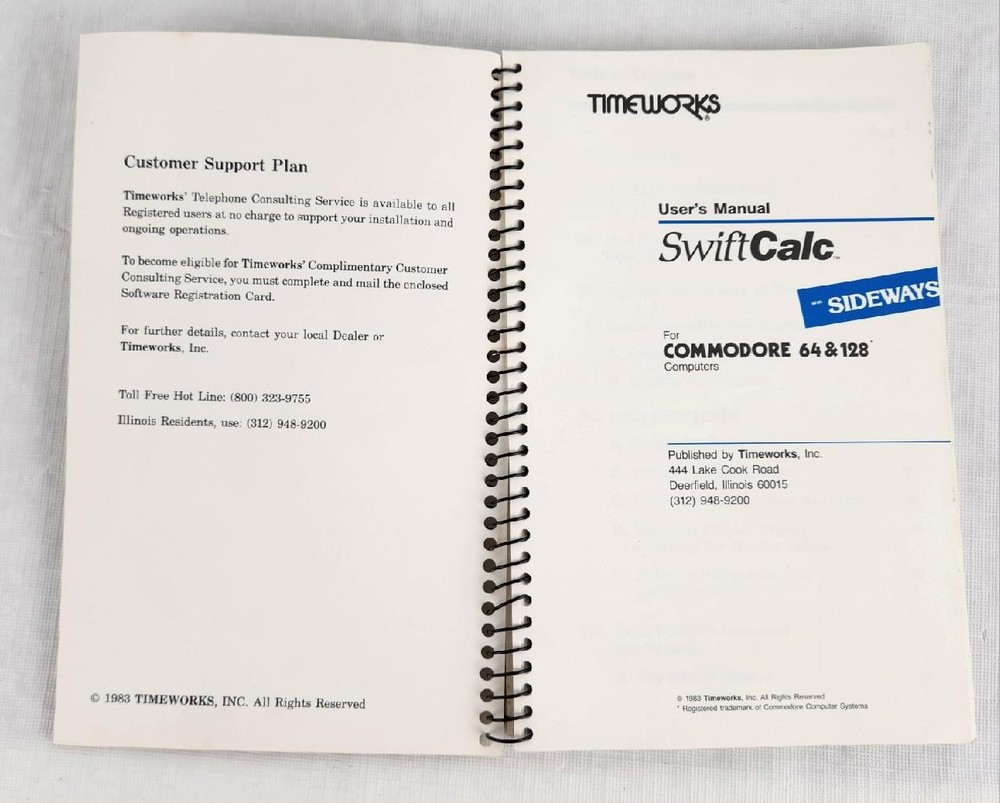 Customer Support Plan
Timeworks' Telephone Consulting Service is available to all
Registered users at no charge to support your installation and
ongoing operations.
To become eligible for Timeworks' Complimentary Customer
Consulting Service, you must complete and mail the enclosed
Software Registration Card.
For further details, contact your local Dealer or
Timeworks, Inc.
Toll Free Hot Line: (800) 323-9755
Illinois Residents, use: (312) 948-9200
© 1983 TIMEWORKS, INC. All Rights Reserved
TIMEWORKS®
User's Manual
SwiftCalc™
WITH SIDEWAYS
For
COMMODORE 64 & 128*
Computers
Published by Timeworks, Inc.
444 Lake Cook Road
Deerfield, Illinois 60015
(312) 948-9200
© 1983 Timeworks, Inc. All Rights Reserved
* Registered trademark of Commodore Computer Systems